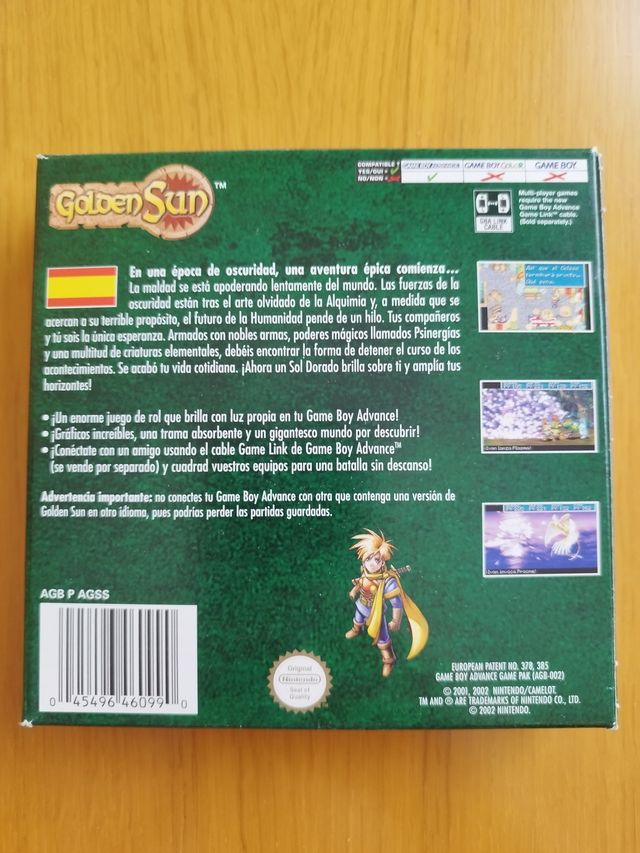 Golden Sun™
COMPATIBLE
YES/OUI =
NO/NON =
GAME BOY ADVANCE
GAME BOY COLOR
GAME BOY
GBA LINK
CABLE
Multi-player games
require the new
Game Boy Advance
Game Link™ cable.
(Sold separately.)
En una época de oscuridad, una aventura épica comienza...
La maldad se está apoderando lentamente del mundo. Las fuerzas de la
oscuridad están tras el arte olvidado de la Alquimia y, a medida que se
acercan a su terrible propósito, el futuro de la Humanidad pende de un hilo. Tus compañeros
y tú sois la única esperanza. Armados con nobles armas, poderes mágicos llamados Psinergías
y una multitud de criaturas elementales, debéis encontrar la forma de detener el curso de los
acontecimientos. Se acabó tu vida cotidiana. ¡Ahora un Sol Dorado brilla sobre ti y amplía tus
horizontes!
• ¡Un enorme juego de rol que brilla con luz propia en tu Game Boy Advance!
• ¡Gráficos increíbles, una trama absorbente y un gigantesco mundo por descubrir!
• ¡Conéctate con un amigo usando el cable Game Link de Game Boy Advance™
(se vende por separado) y cuadrad vuestros equipos para una batalla sin descanso!
Advertencia importante: no conectes tu Game Boy Advance con otra que contenga una versión de
Golden Sun en otro idioma, pues podrías perder las partidas guardadas.
AGB P AGSS
0 45496 46099 0
Original
Nintendo
Seal of
Quality
EUROPEAN PATENT NO. 378, 385
GAME BOY ADVANCE GAME PAK (AGB-002)
© 2001, 2002 NINTENDO/CAMELOT.
TM AND ® ARE TRADEMARKS OF NINTENDO CO., LTD.
© 2002 NINTENDO.